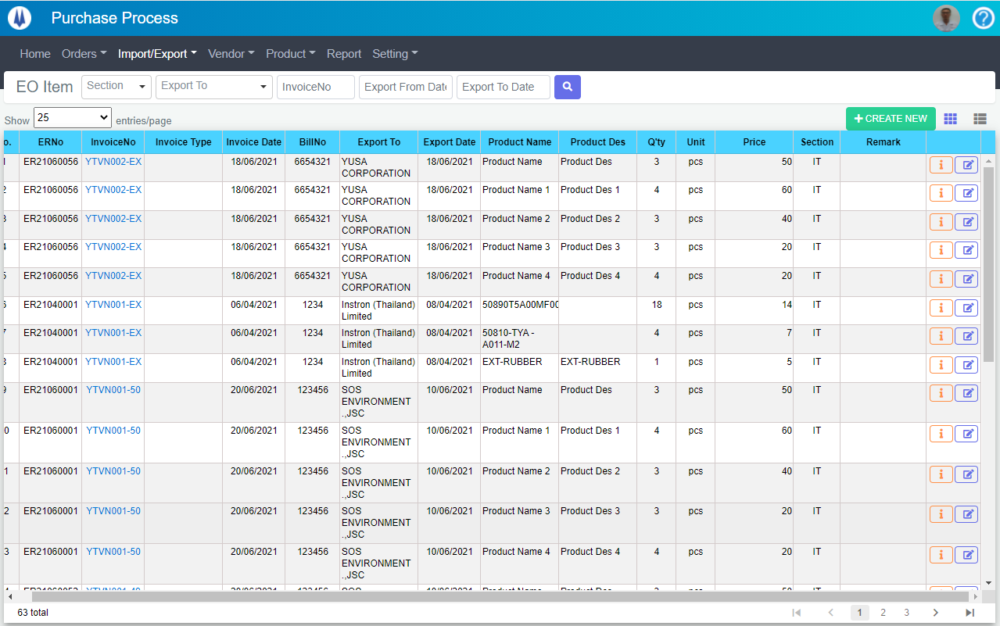 Purchase Process
Home Orders Import/Export Vendor Product Report Setting
EO Item Section Export To InvoiceNo Export From Date Export To Date
Show 25 entries/page CREATE NEW
o. ERNo InvoiceNo Invoice Type Invoice Date BillNo Export To Export Date Product Name Product Des Q'ty Unit Price Section Remark
1 ER21060056 YTVN002-EX 18/06/2021 6654321 YUSA 18/06/2021 Product Name Product Des 3 pcs 50 IT
CORPORATION
2 ER21060056 YTVN002-EX 18/06/2021 6654321 YUSA 18/06/2021 Product Name 1 Product Des 1 4 pcs 60 IT
CORPORATION
3 ER21060056 YTVN002-EX 18/06/2021 6654321 YUSA 18/06/2021 Product Name 2 Product Des 2 3 pcs 40 IT
CORPORATION
4 ER21060056 YTVN002-EX 18/06/2021 6654321 YUSA 18/06/2021 Product Name 3 Product Des 3 3 pcs 20 IT
CORPORATION
5 ER21060056 YTVN002-EX 18/06/2021 6654321 YUSA 18/06/2021 Product Name 4 Product Des 4 4 pcs 20 IT
CORPORATION
6 ER21040001 YTVN001-EX 06/04/2021 1234 Instron (Thailand) 08/04/2021 50890T5A00MF00 18 pcs 14 IT
Limited
7 ER21040001 YTVN001-EX 06/04/2021 1234 Instron (Thailand) 08/04/2021 50810-TYA - 4 pcs 7 IT
Limited A011-M2
8 ER21040001 YTVN001-EX 06/04/2021 1234 Instron (Thailand) 08/04/2021 EXT-RUBBER EXT-RUBBER 1 pcs 5 IT
Limited
9 ER21060001 YTVN001-50 20/06/2021 123456 SOS 10/06/2021 Product Name Product Des 3 pcs 50 IT
ENVIRONMENT
.,JSC
0 ER21060001 YTVN001-50 20/06/2021 123456 SOS 10/06/2021 Product Name 1 Product Des 1 4 pcs 60 IT
ENVIRONMENT
.,JSC
1 ER21060001 YTVN001-50 20/06/2021 123456 SOS 10/06/2021 Product Name 2 Product Des 2 3 pcs 40 IT
ENVIRONMENT
.,JSC
2 ER21060001 YTVN001-50 20/06/2021 123456 SOS 10/06/2021 Product Name 3 Product Des 3 3 pcs 20 IT
ENVIRONMENT
.,JSC
3 ER21060001 YTVN001-50 20/06/2021 123456 SOS 10/06/2021 Product Name 4 Product Des 4 4 pcs 20 IT
ENVIRONMENT
.,JSC
63 total 1 2 3